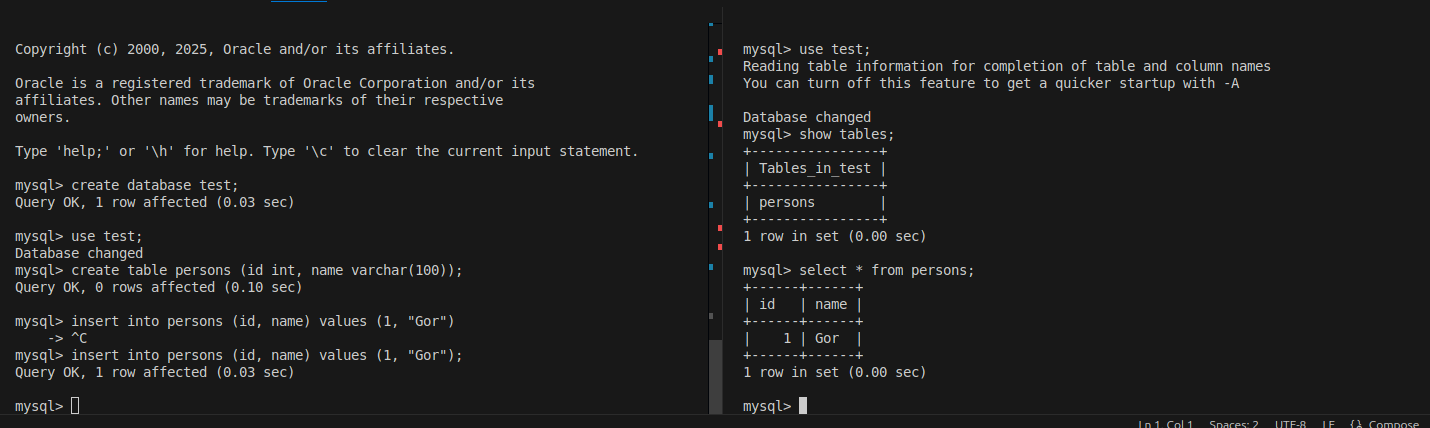 Copyright (c) 2000, 2025, Oracle and/or its affiliates.
Oracle is a registered trademark of Oracle Corporation and/or its
affiliates. Other names may be trademarks of their respective
owners.
Type 'help;' or '\h' for help. Type '\c' to clear the current input statement.
mysql> create database test;
Query OK, 1 row affected (0.03 sec)
mysql> use test;
Database changed
mysql> create table persons (id int, name varchar(100));
Query OK, 0 rows affected (0.10 sec)
mysql> insert into persons (id, name) values (1, "Gor")
    -> ^C
mysql> insert into persons (id, name) values (1, "Gor");
Query OK, 1 row affected (0.03 sec)
mysql>
mysql> use test;
Reading table information for completion of table and column names
You can turn off this feature to get a quicker startup with -A
Database changed
mysql> show tables;
+----------------+
| Tables_in_test |
+----------------+
| persons        |
+----------------+
1 row in set (0.00 sec)
mysql> select * from persons;
+------+------+
| id   | name |
+------+------+
|    1 | Gor  |
+------+------+
1 row in set (0.00 sec)
mysql>
Ln 1, Col 1 Spaces: 2 UTF-8 LF {} Compose